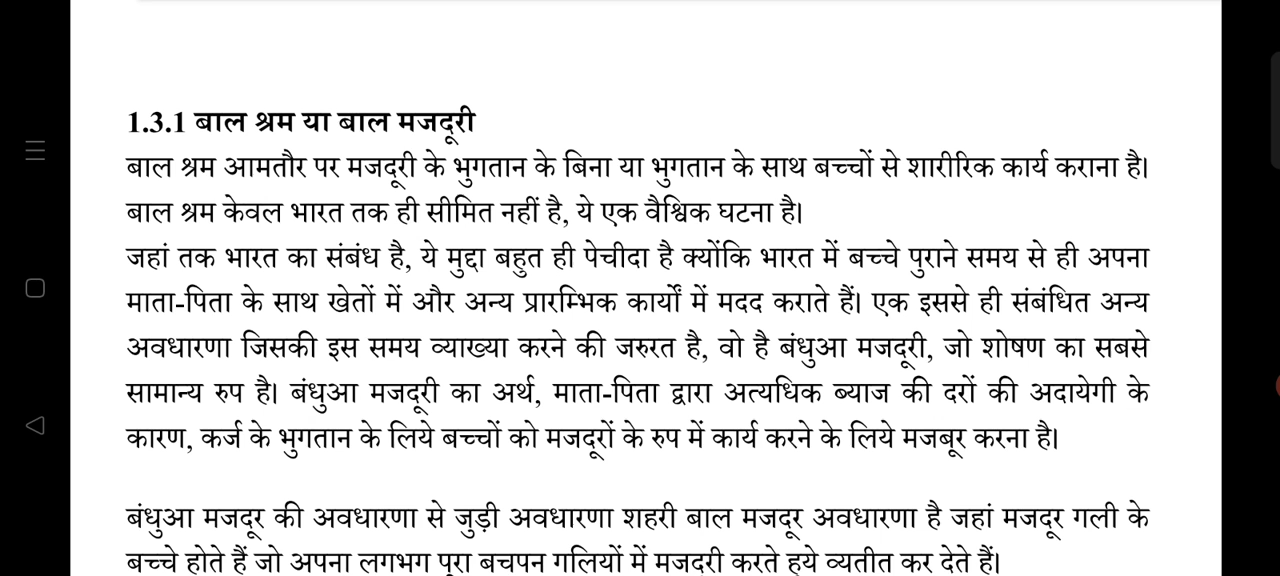 1.3.1 बाल श्रम या बाल मजदूरी
बाल श्रम आमतौर पर मजदूरी के भुगतान के बिना या भुगतान के साथ बच्चों से शारीरिक कार्य कराना है।
बाल श्रम केवल भारत तक ही सीमित नहीं है, ये एक वैश्विक घटना है।
जहां तक भारत का संबंध है, ये मुद्दा बहुत ही पेचीदा है क्योंकि भारत में बच्चे पुराने समय से ही अपना
माता-पिता के साथ खेतों में और अन्य प्रारम्भिक कार्यों में मदद कराते हैं। एक इससे ही संबंधित अन्य
अवधारणा जिसकी इस समय व्याख्या करने की जरुरत है, वो है बंधुआ मजदूरी, जो शोषण का सबसे
सामान्य रुप है। बंधुआ मजदूरी का अर्थ, माता-पिता द्वारा अत्यधिक ब्याज की दरों की अदायेगी के
कारण, कर्ज के भुगतान के लिये बच्चों को मजदूरों के रुप में कार्य करने के लिये मजबूर करना है।
बंधुआ मजदूर की अवधारणा से जुड़ी अवधारणा शहरी बाल मजदूर अवधारणा है जहां मजदूर गली के
बच्चे होते हैं जो अपना लगभग पूरा बचपन गलियों में मजदूरी करते हुये व्यतीत कर देते हैं।